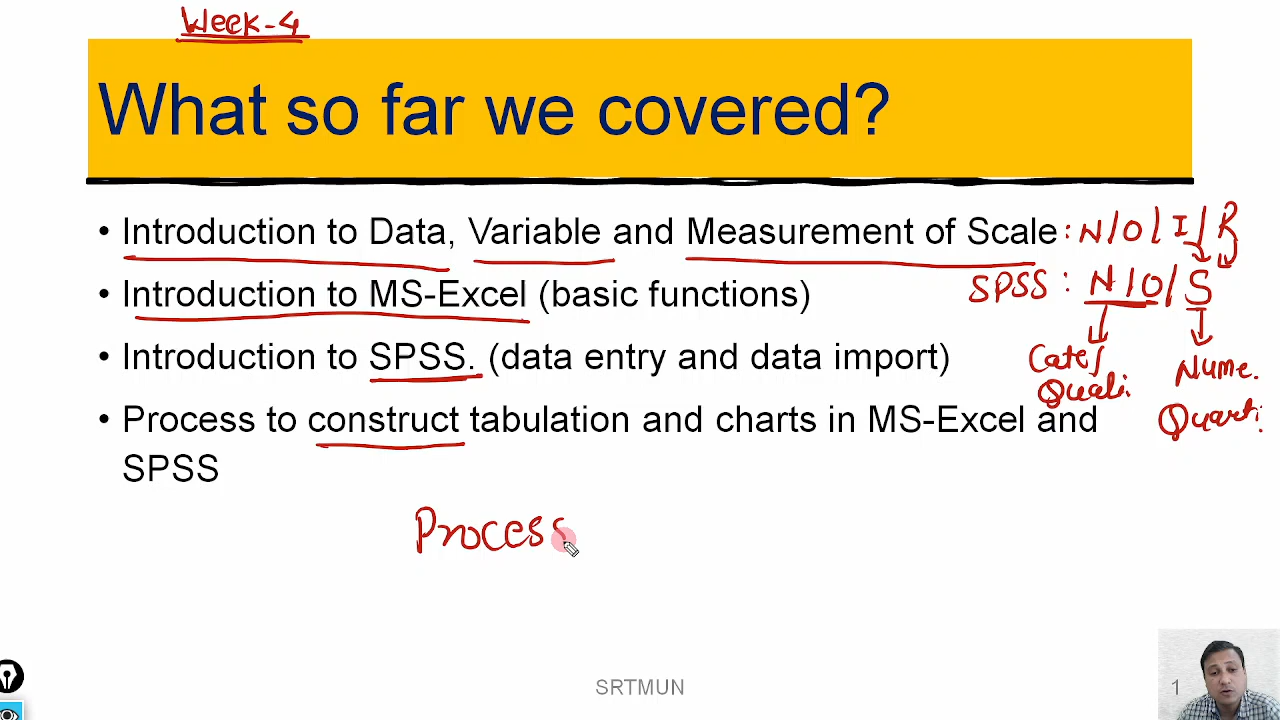 Week-4
What so far we covered?
• Introduction to Data, Variable and Measurement of Scale : N/O/I/R
SPSS : N/O/S
• Introduction to MS-Excel (basic functions)
• Introduction to SPSS. (data entry and data import)
Cate/ Nume.
Quali. Quanti.
• Process to construct tabulation and charts in MS-Excel and
SPSS
Process
SRTMUN
1